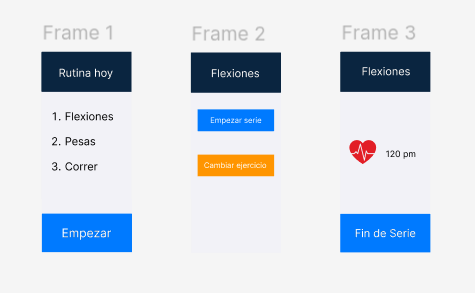 Frame 1
Rutina hoy
1. Flexiones
2. Pesas
3. Correr
Empezar
Frame 2
Flexiones
Empezar serie
Cambiar ejercicio
Frame 3
Flexiones
120 pm
Fin de Serie